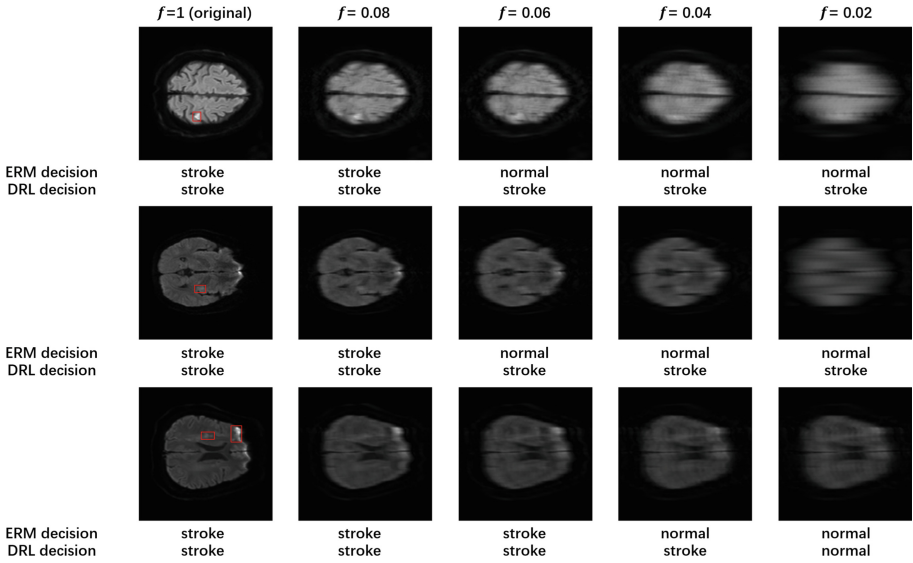 f=1 (original) f= 0.08 f= 0.06 f= 0.04 f= 0.02
ERM decision stroke stroke normal normal normal
DRL decision stroke stroke stroke stroke stroke
ERM decision stroke stroke normal normal normal
DRL decision stroke stroke stroke stroke stroke
ERM decision stroke stroke stroke normal normal
DRL decision stroke stroke stroke stroke normal